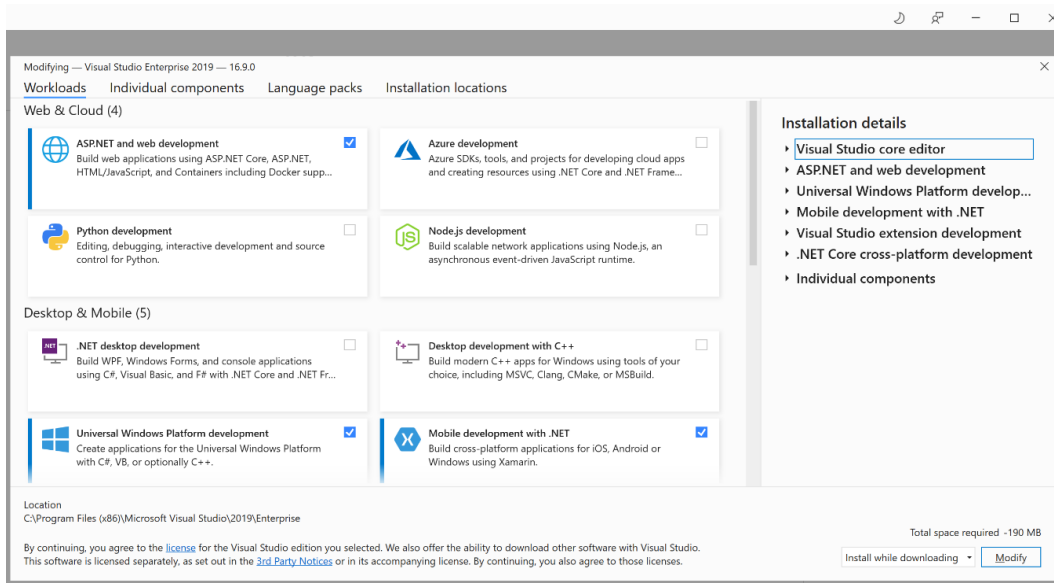 Modifying — Visual Studio Enterprise 2019 — 16.9.0
Workloads
Individual components
Language packs
Installation locations
Web & Cloud (4)
ASP.NET and web development
Build web applications using ASP.NET Core, ASP.NET,
HTML/JavaScript, and Containers including Docker supp...
Azure development
Azure SDKs, tools, and projects for developing cloud apps
and creating resources using .NET Core and .NET Frame...
Python development
Editing, debugging, interactive development and source
control for Python.
Node.js development
Build scalable network applications using Node.js, an
asynchronous event-driven JavaScript runtime.
Desktop & Mobile (5)
.NET
.NET desktop development
Build WPF, Windows Forms, and console applications
using C#, Visual Basic, and F# with .NET Core and .NET Fr...
Desktop development with C++
Build modern C++ apps for Windows using tools of your
choice, including MSVC, Clang, CMake, or MSBuild.
Universal Windows Platform development
Create applications for the Universal Windows Platform
with C#, VB, or optionally C++.
Mobile development with .NET
Build cross-platform applications for iOS, Android or
Windows using Xamarin.
Installation details
Visual Studio core editor
ASP.NET and web development
Universal Windows Platform develop...
Mobile development with .NET
Visual Studio extension development
.NET Core cross-platform development
Individual components
Location
C:\Program Files (x86)\Microsoft Visual Studio\2019\Enterprise
By continuing, you agree to the license for the Visual Studio edition you selected. We also offer the ability to download other software with Visual Studio.
This software is licensed separately, as set out in the 3rd Party Notices or in its accompanying license. By continuing, you also agree to those licenses.
Total space required -190 MB
Install while downloading
Modify